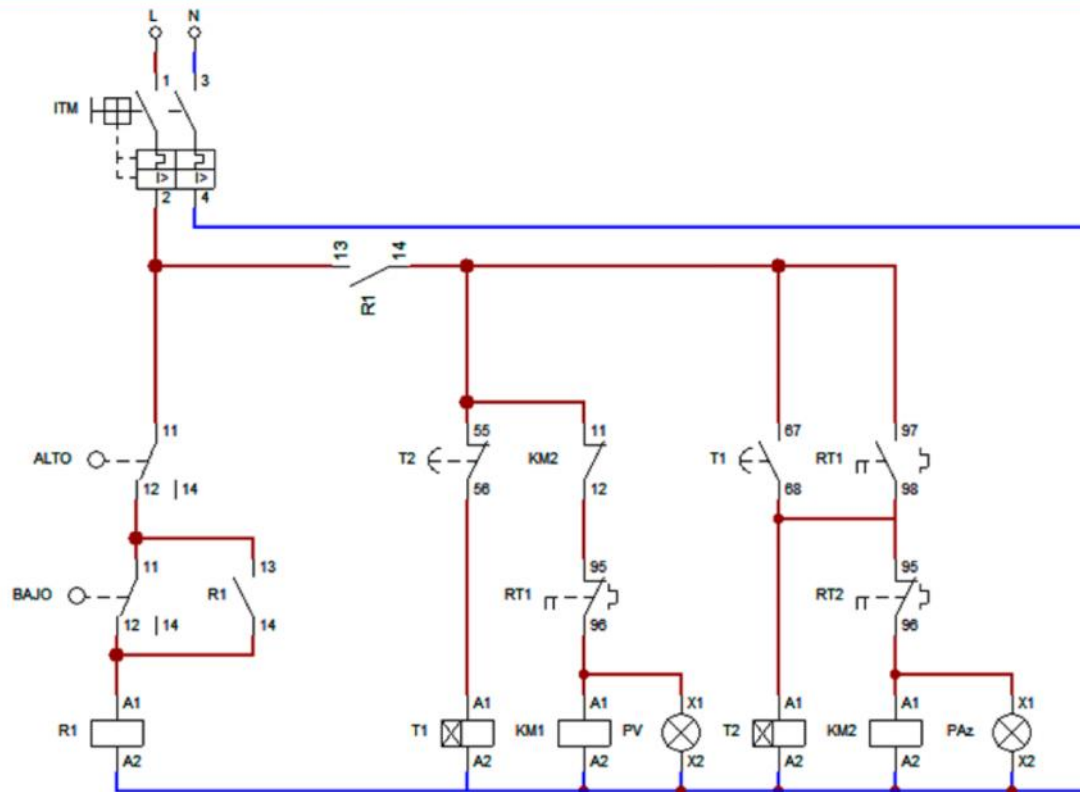 L N
1 3
ITM
I> I>
2 4
13 14
R1
11 55 11 67 97
ALTO T2 KM2 T1 RT1
12 14 56 12 68 98
11 13 95 95
BAJO R1 RT1 RT2
12 14 14 96 96
A1 A1 A1 X1 A1 A1 X1
R1 T1 KM1 PV T2 KM2 PAz
A2 A2 A2 X2 A2 A2 X2